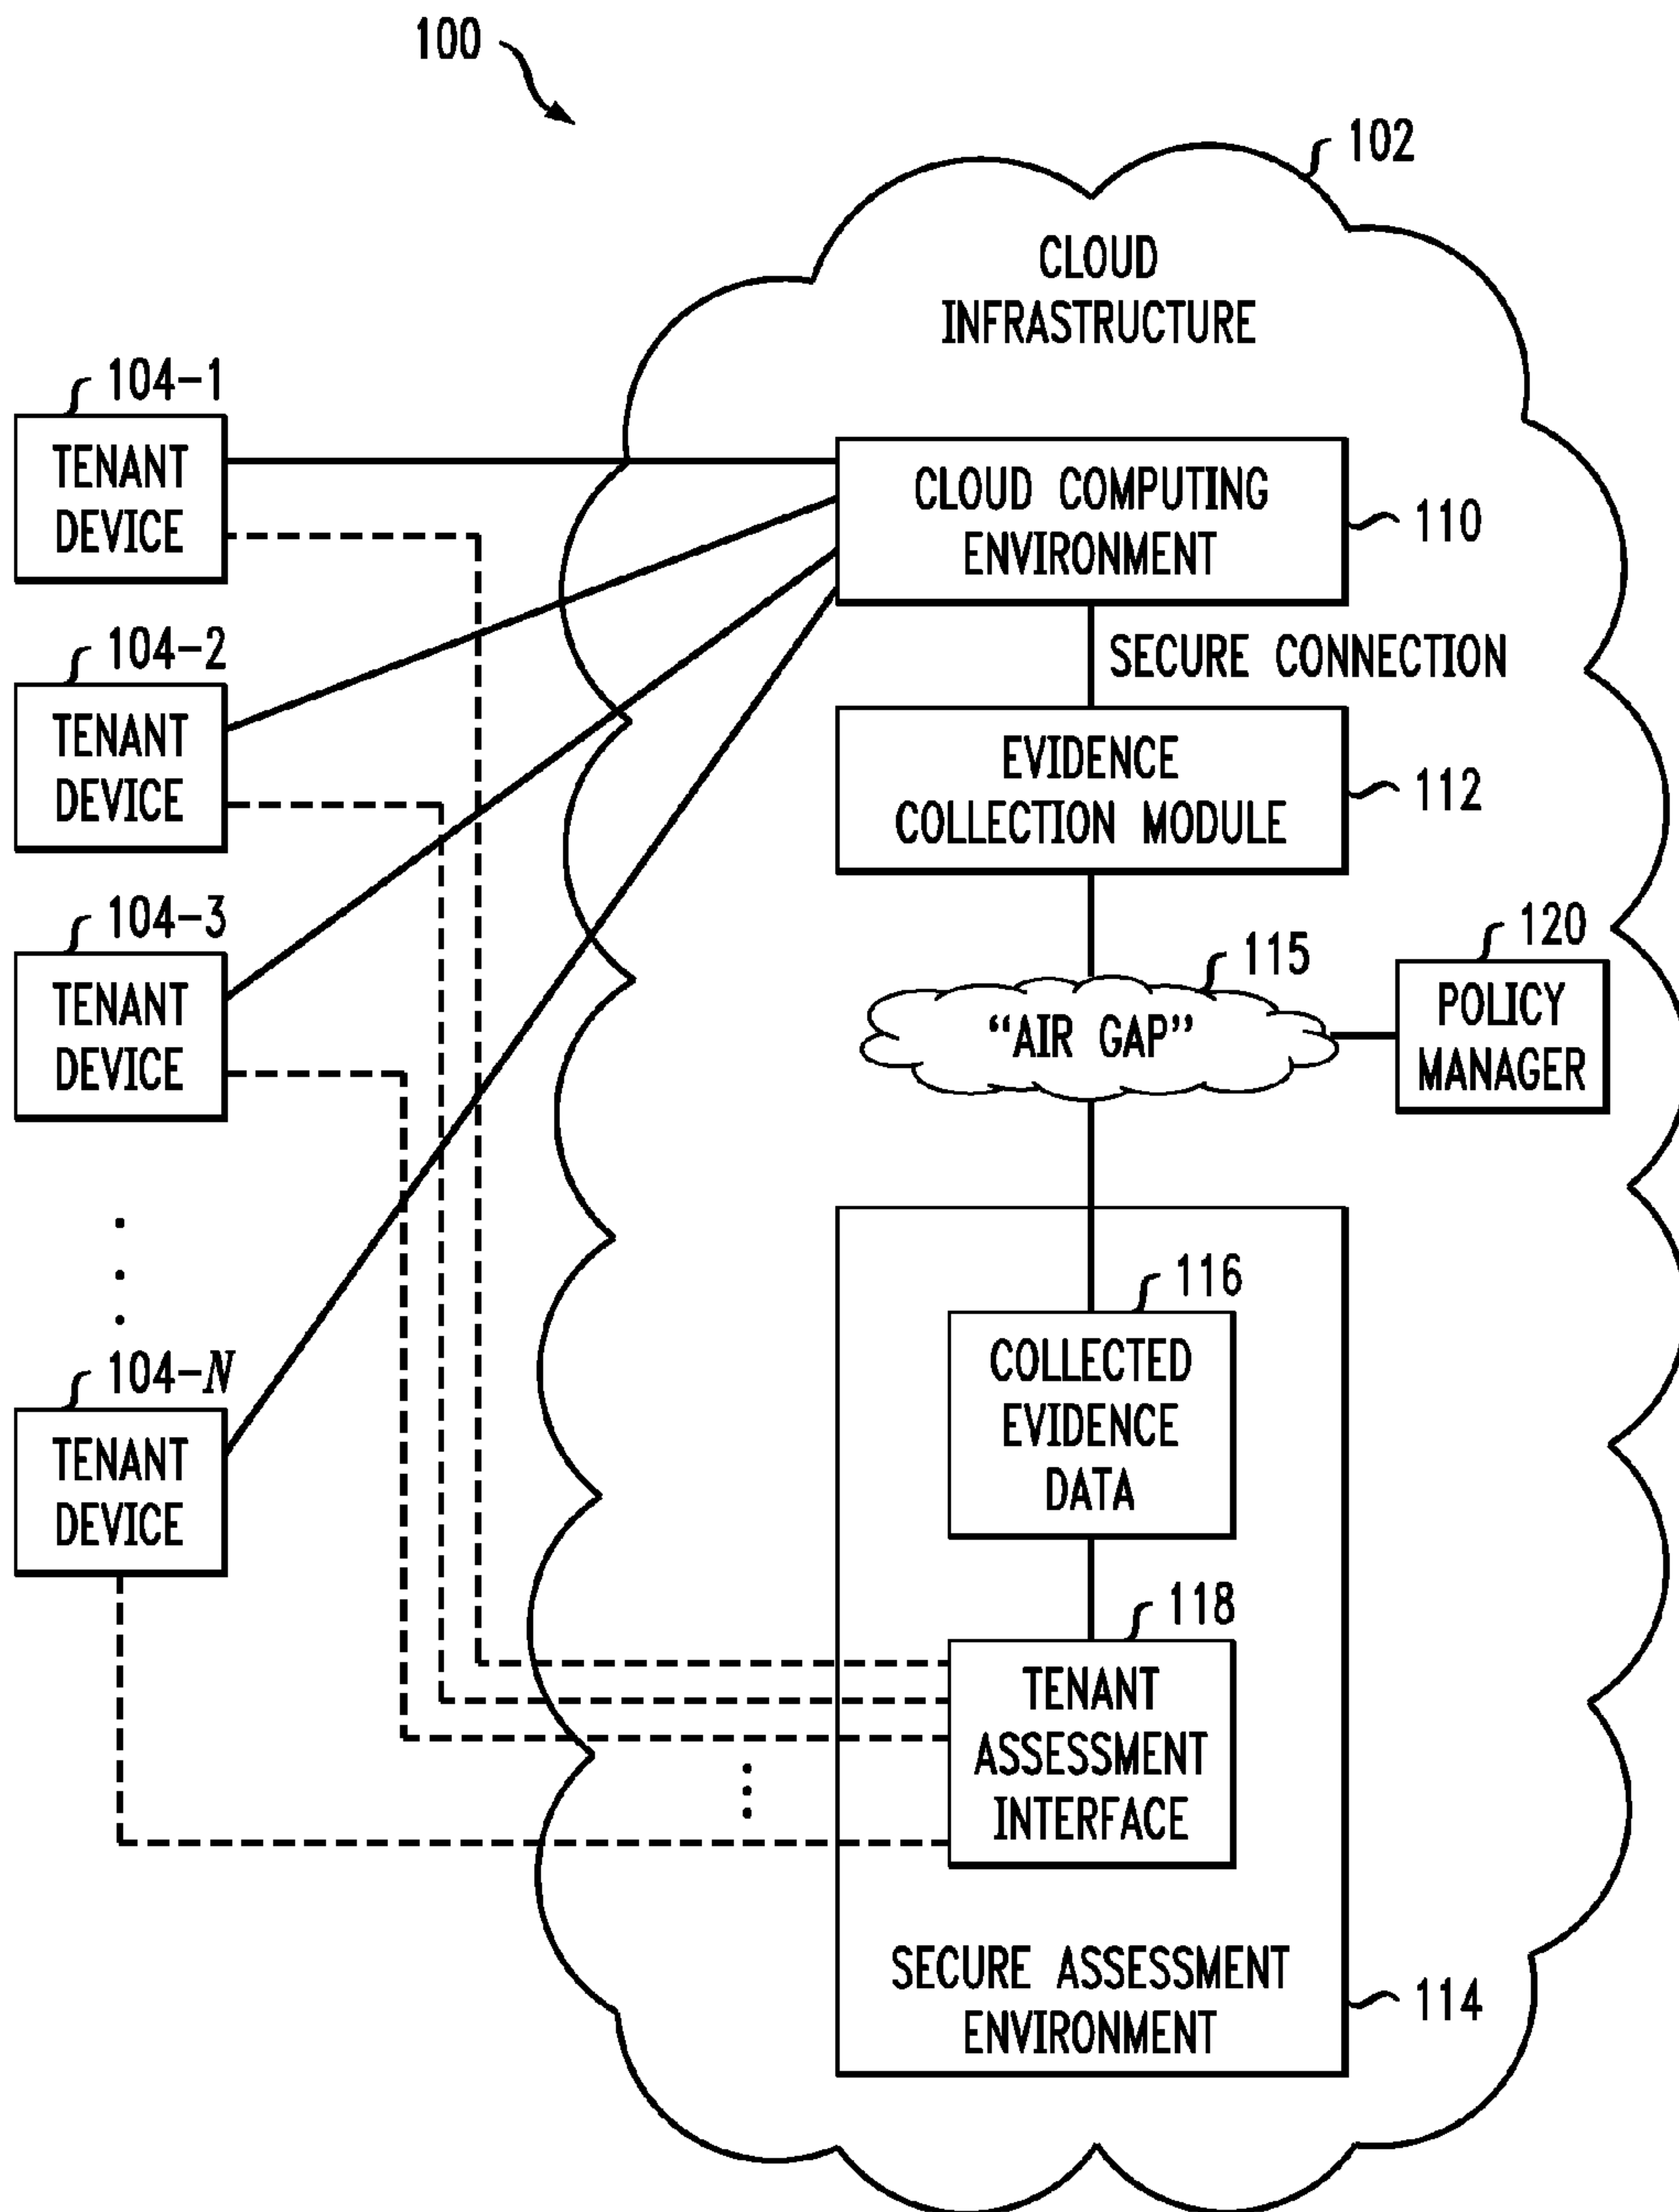 100
102
CLOUD
INFRASTRUCTURE
104-1
TENANT
DEVICE
CLOUD COMPUTING
ENVIRONMENT
110
SECURE CONNECTION
104-2
TENANT
DEVICE
EVIDENCE
COLLECTION MODULE
112
104-3
TENANT
DEVICE
115
“AIR GAP”
120
POLICY
MANAGER
116
COLLECTED
EVIDENCE
DATA
104-N
TENANT
DEVICE
118
TENANT
ASSESSMENT
INTERFACE
SECURE ASSESSMENT
ENVIRONMENT
114